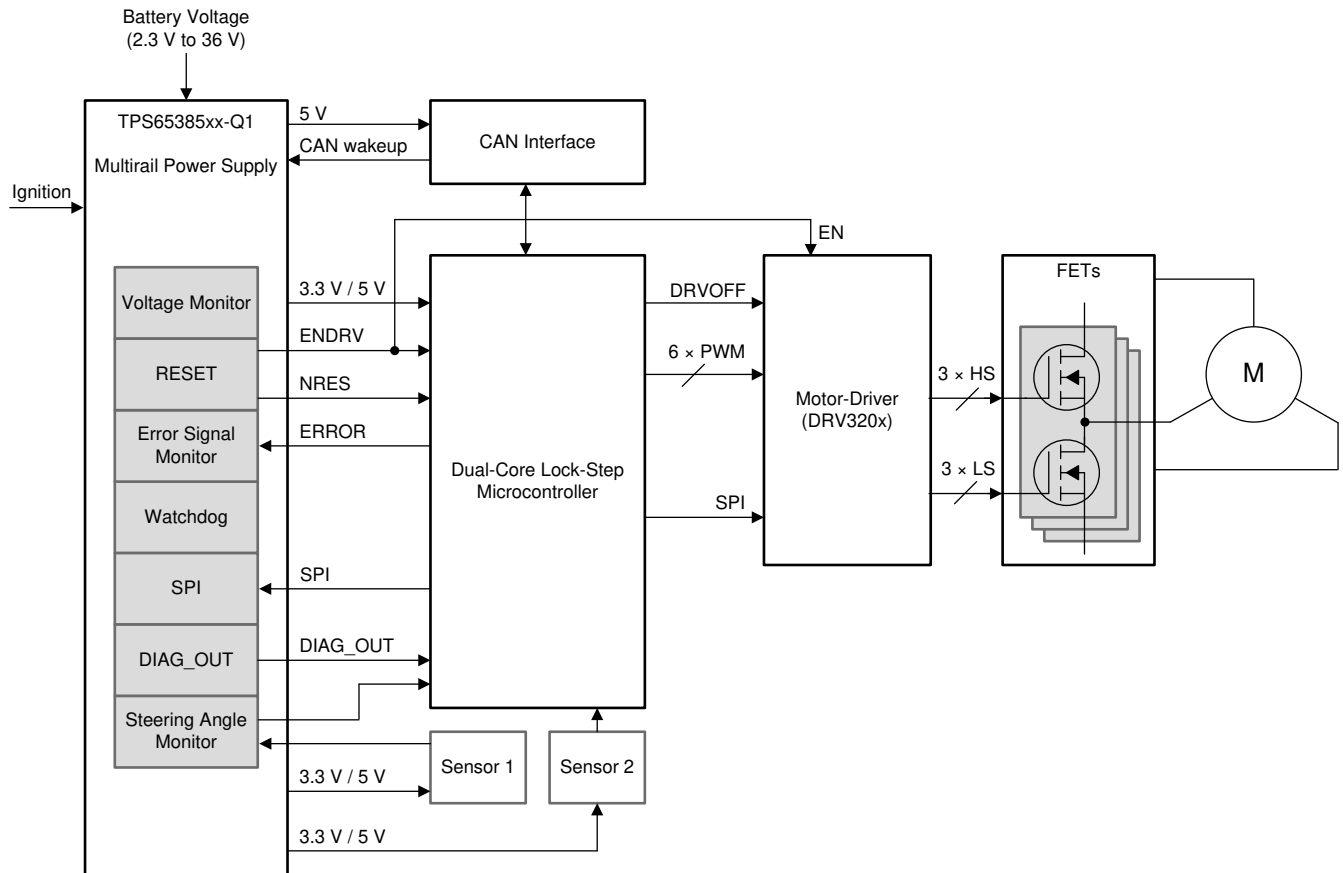 Battery Voltage
(2.3 V to 36 V)
TPS65385xx-Q1
Multirail Power Supply
Ignition
5 V
CAN wakeup
CAN Interface
EN
Voltage Monitor
RESET
Error Signal
Monitor
Watchdog
SPI
DIAG_OUT
Steering Angle
Monitor
3.3 V / 5 V
ENDRV
NRES
ERROR
SPI
DIAG_OUT
3.3 V / 5 V
3.3 V / 5 V
Dual-Core Lock-Step
Microcontroller
Sensor 1
Sensor 2
DRVOFF
6 × PWM
SPI
Motor-Driver
(DRV320x)
3 × HS
3 × LS
FETs
M